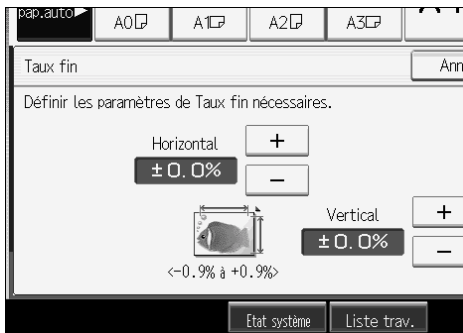 pap.auto▶ A0 A1 A2 A3
Taux fin
Définir les paramètres de Taux fin nécessaires.
Horizontal +
±0.0%
−
Vertical +
±0.0%
−
<-0.9% à +0.9%>
Etat système Liste trav.